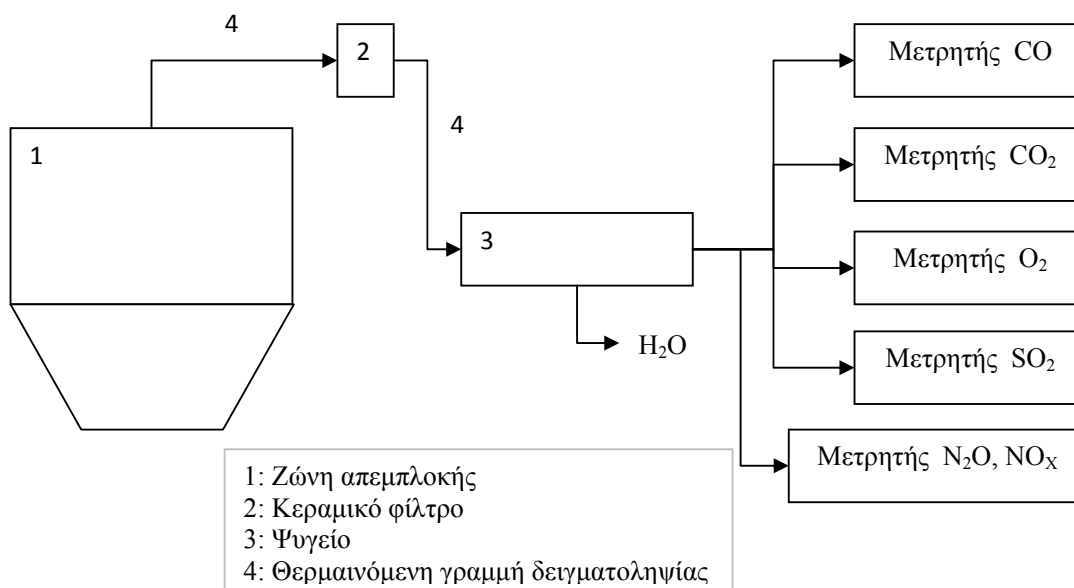 4
2
Μετρητής CO
4
1
Μετρητής CO₂
3
Μετρητής O₂
H₂O
Μετρητής SO₂
Μετρητής N₂O, NOₓ
1: Ζώνη απεμπλοκής
2: Κεραμικό φίλτρο
3: Ψυγείο
4: Θερμαινόμενη γραμμή δειγματοληψίας